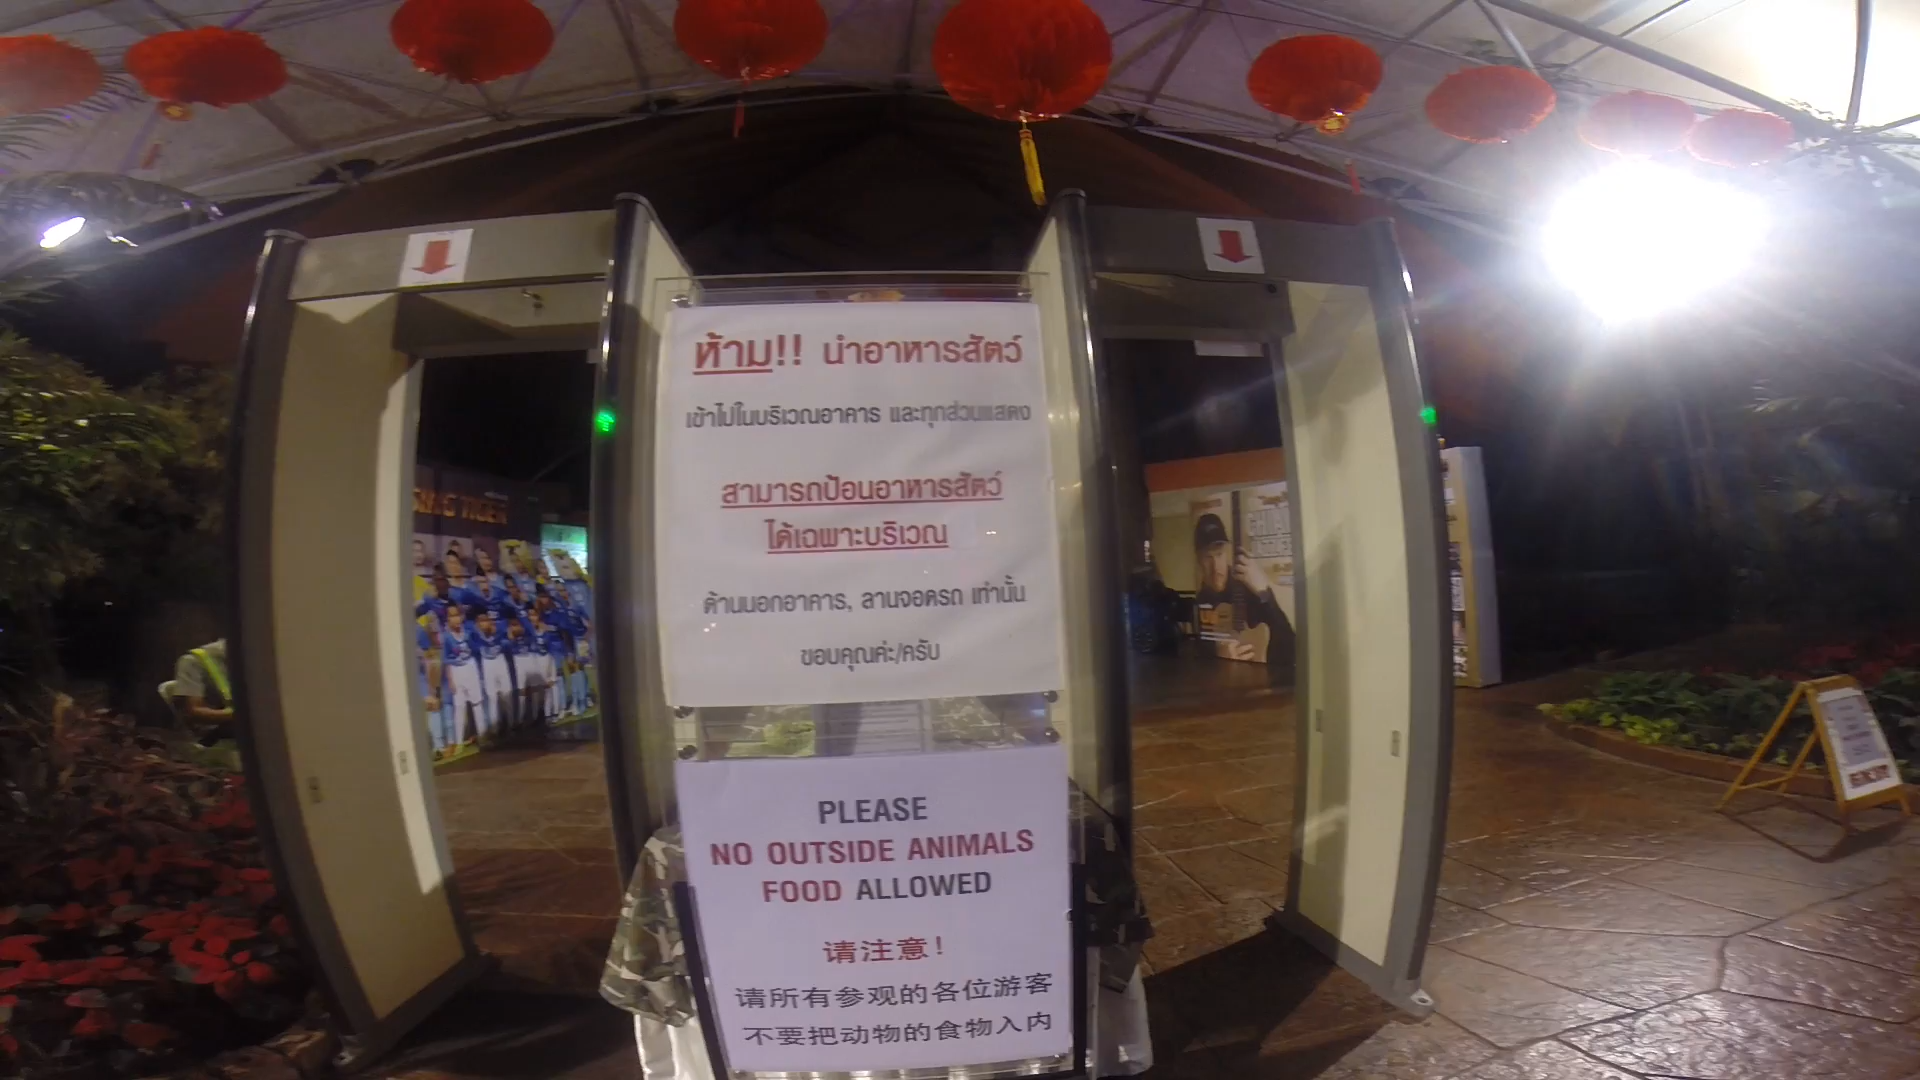 ห้าม!! นำอาหารสัตว์
เข้าไปในบริเวณอาคาร และทุกส่วนแสดง
สามารถป้อนอาหารสัตว์
ได้เฉพาะบริเวณ
ด้านนอกอาคาร, ลานจอดรถ เท่านั้น
ขอบคุณค่ะ/ครับ
PLEASE
NO OUTSIDE ANIMALS
FOOD ALLOWED
请注意！
请所有参观的各位游客
不要把动物的食物入内